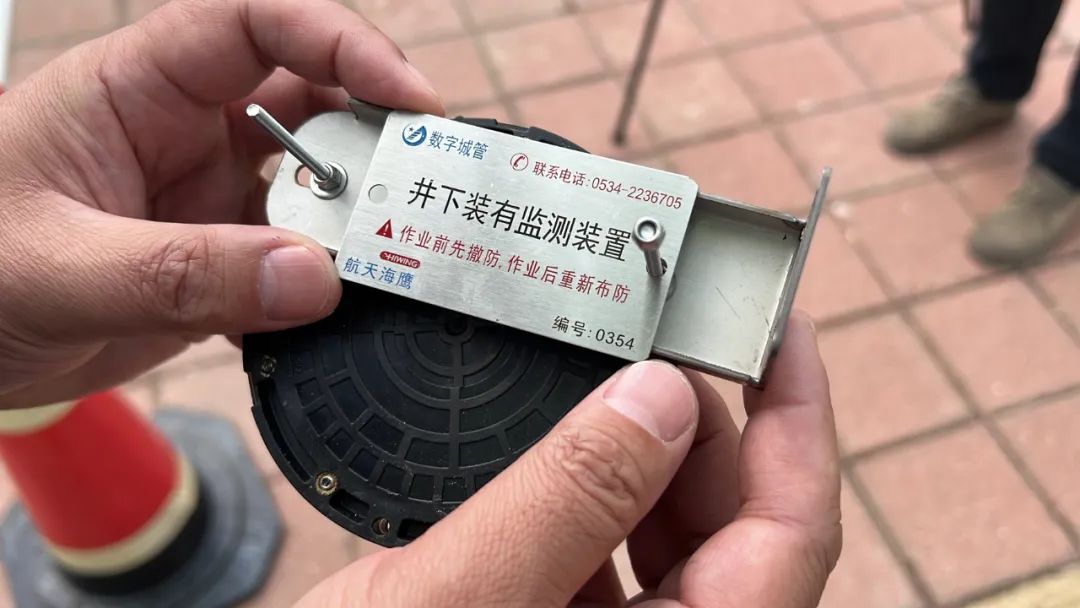 数字城管
联系电话:0534-2236705
井下装有监测装置
作业前先撤防,作业后重新布防
HIWING
航天海鹰
编号:0354